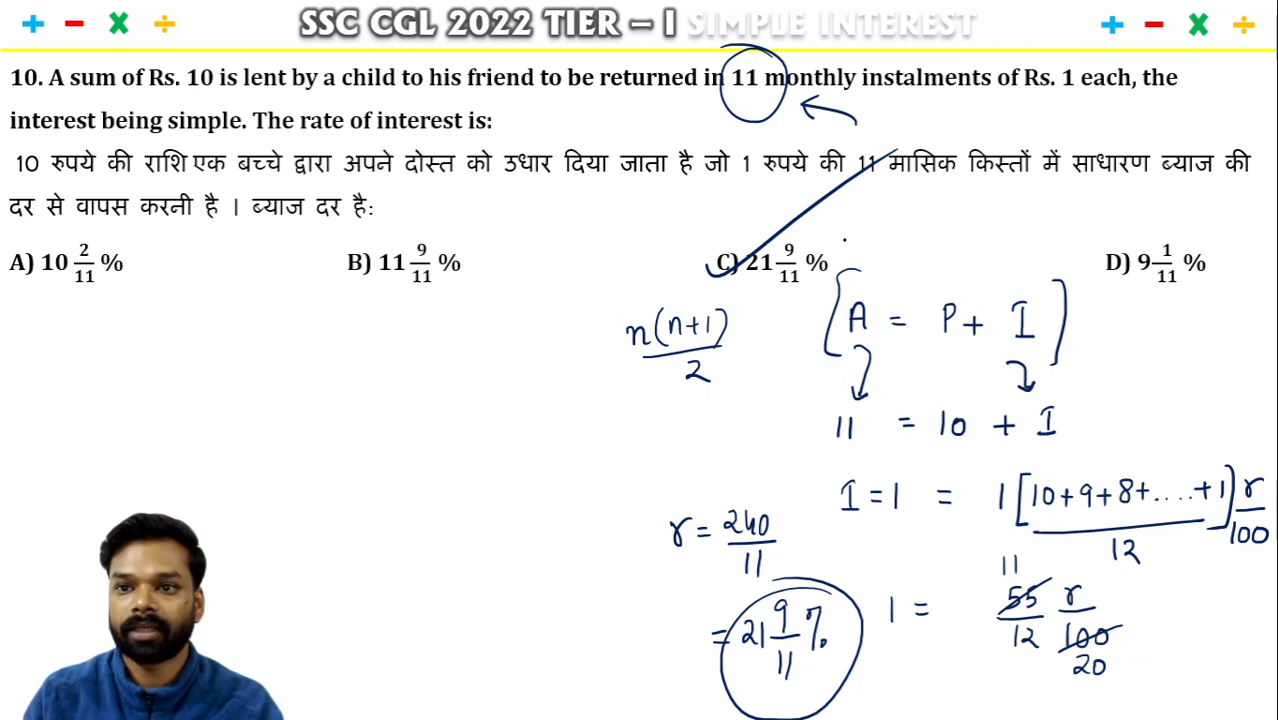 + - × ÷ SSC CGL 2022 TIER – I SIMPLE INTEREST + - × ÷
10. A sum of Rs. 10 is lent by a child to his friend to be returned in 11 monthly instalments of Rs. 1 each, the
interest being simple. The rate of interest is:
10 रुपये की राशि एक बच्चे द्वारा अपने दोस्त को उधार दिया जाता है जो 1 रुपये की 11 मासिक किस्तों में साधारण ब्याज की
दर से वापस करनी है । ब्याज दर है:
A) 10 2/11 % B) 11 9/11 % C) 21 9/11 % D) 9 1/11 %
n(n+1)/2
[A = P + I]
11 = 10 + I
I = 1 = 1[10+9+8+....+1]/12 r/100
r = 240/11
= 21 9/11 %
11
1 = 55/12 r/100
20